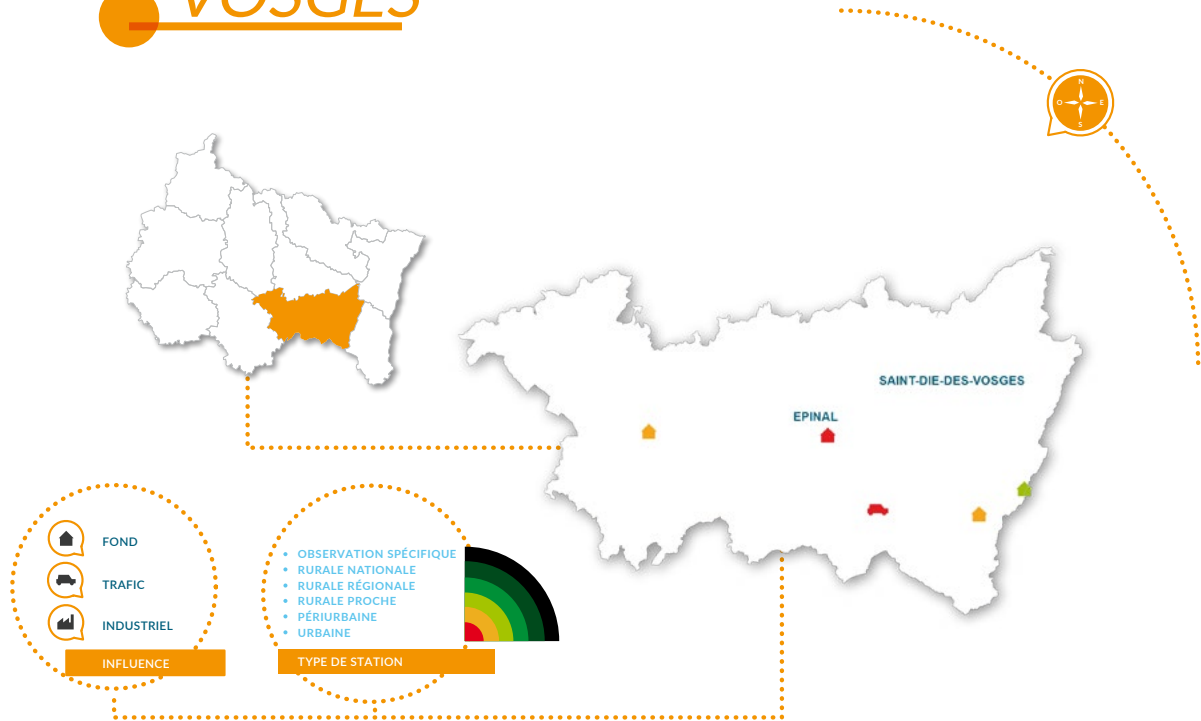 VOSGES
N
O
E
S
SAINT-DIE-DES-VOSGES
EPINAL
FOND
TRAFIC
INDUSTRIEL
INFLUENCE
• OBSERVATION SPÉCIFIQUE
• RURALE NATIONALE
• RURALE RÉGIONALE
• RURALE PROCHE
• PÉRIURBAINE
• URBAINE
TYPE DE STATION